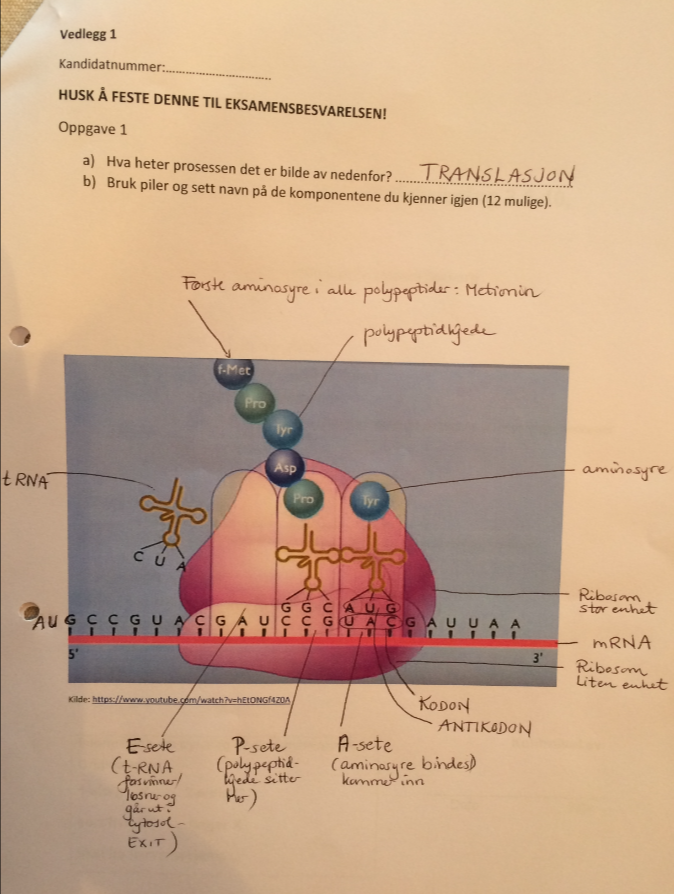 Vedlegg 1
Kandidatnummer:..............................
HUSK Å FESTE DENNE TIL EKSAMENSBESVARELSEN!
Oppgave 1
a) Hva heter prosessen det er bilde av nedenfor? TRANSLASJON
b) Bruk piler og sett navn på de komponentene du kjenner igjen (12 mulige).
Første aminosyre i alle polypeptider: Metionin
polypeptidkjede
f-Met
Pro
Tyr
Asp
Pro
Tyr
aminosyre
tRNA
C U A
Ribosom
stor enhet
G G C A U G
AU G C C G U A C G A U C C G U A C G A U U A A
mRNA
5'
3'
Ribosom
Liten enhet
Kilde: https://www.youtube.com/watch?v=hEtONGf4Z0A
KODON
ANTIKODON
E-sete
(t-RNA
forsvinner/
løsner og
går ut i
cytosol -
EXIT)
P-sete
(polypeptid-
kjede sitter
her)
A-sete
(aminosyre bindes)
kommer inn